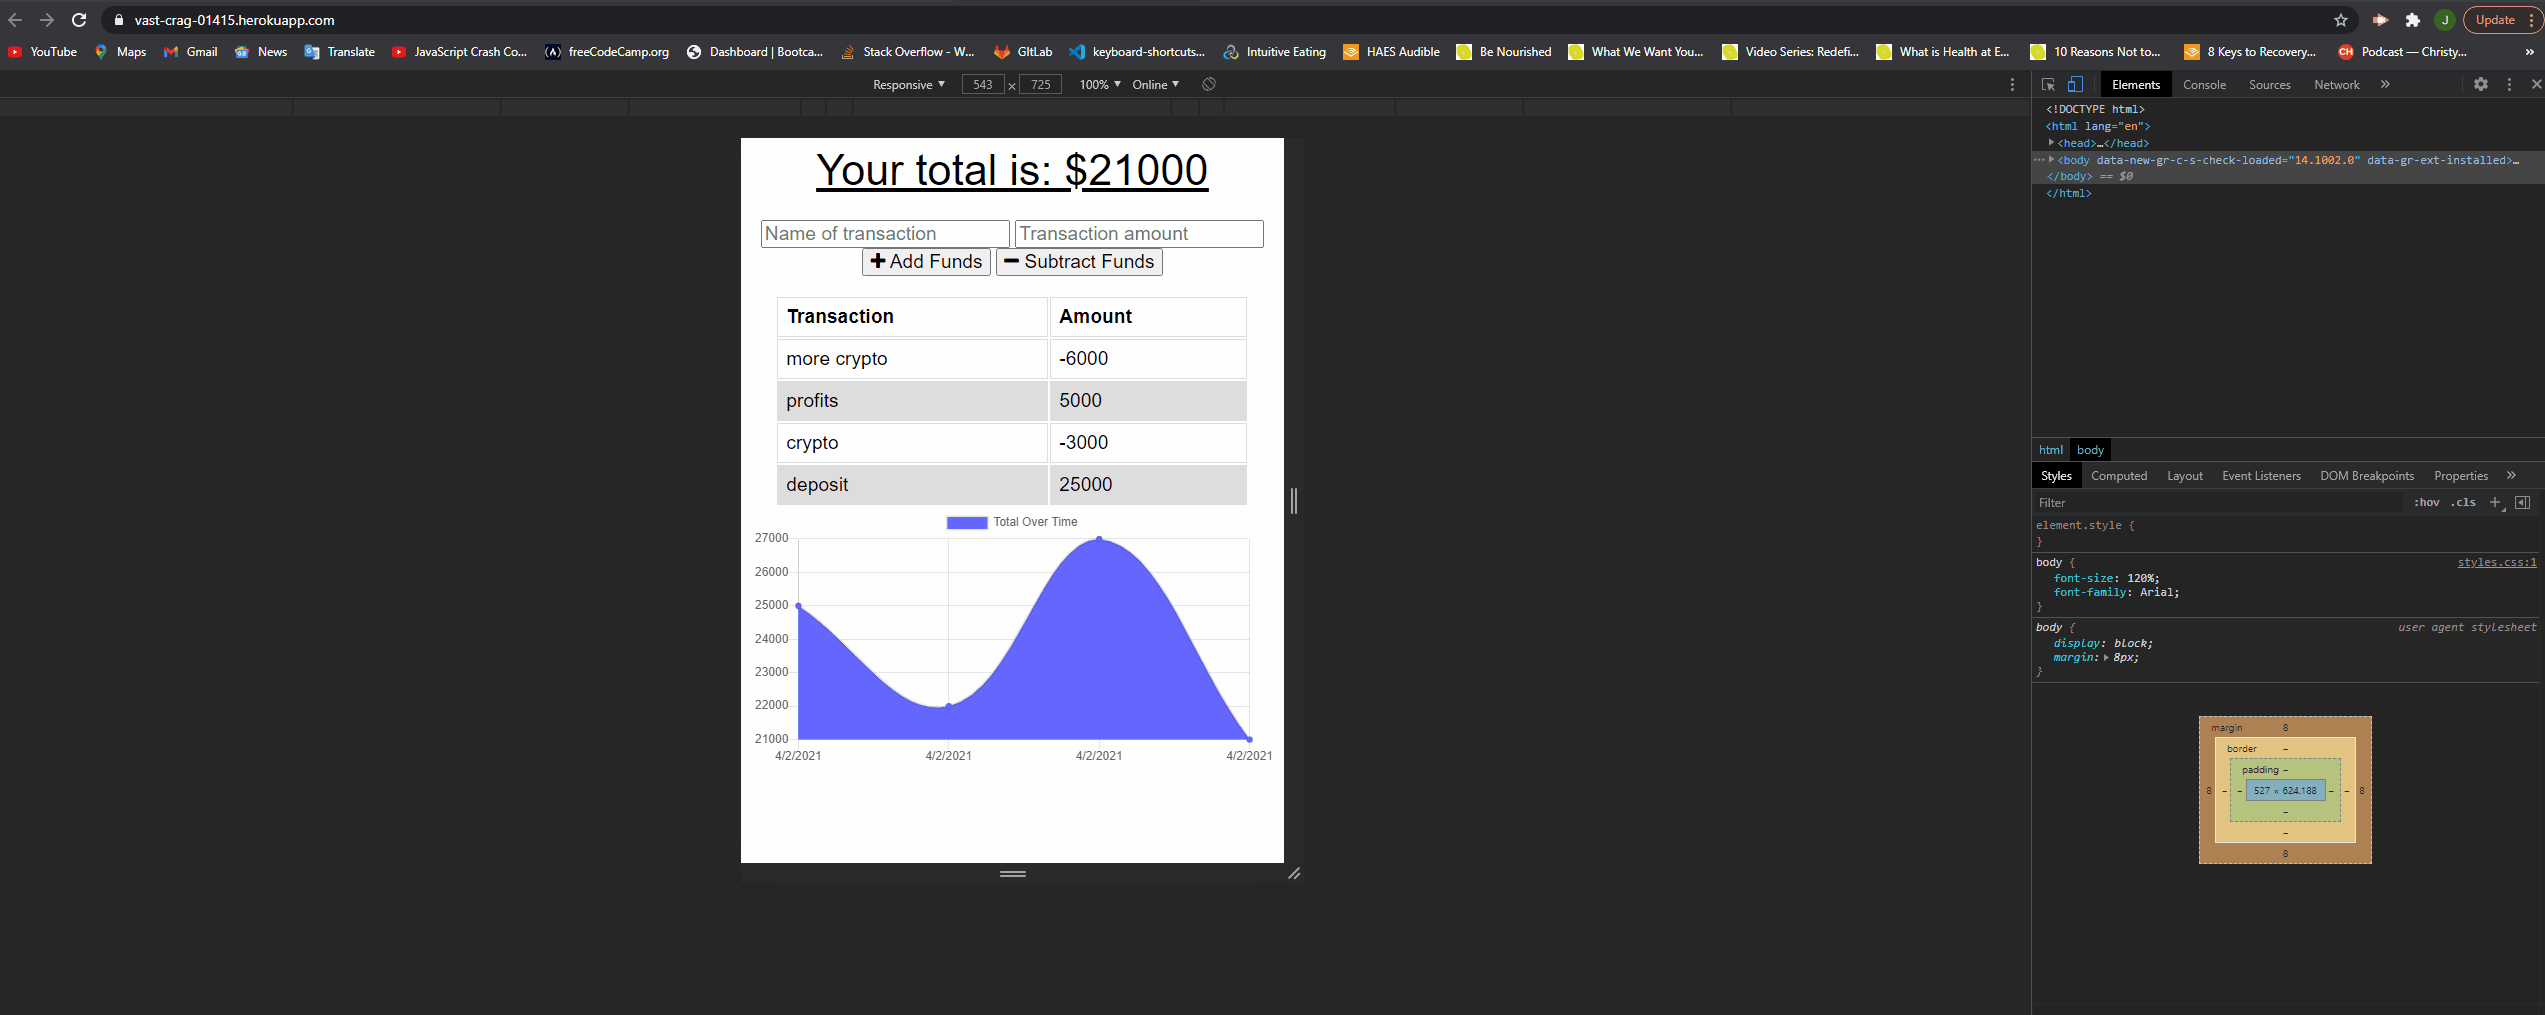 vast-crag-01415.herokuapp.com J Update
YouTube Maps Gmail News Translate JavaScript Crash Co... freeCodeCamp.org Dashboard | Bootca... Stack Overflow - W... GitLab keyboard-shortcuts... Intuitive Eating HAES Audible Be Nourished What We Want You... Video Series: Redefi... What is Health at E... 10 Reasons Not to... 8 Keys to Recovery... CH Podcast — Christy... »
Responsive ▼ 543 × 725 100% ▼ Online ▼
Elements Console Sources Network »
<!DOCTYPE html>
<html lang="en">
<head>…</head>
<body data-new-gr-c-s-check-loaded="14.1002.0" data-gr-ext-installed>…
</body> == $0
</html>
Your total is: $21000
Name of transaction Transaction amount
Add Funds Subtract Funds
Transaction Amount
more crypto -6000
profits 5000
crypto -3000
deposit 25000
Total Over Time
27000
26000
25000
24000
23000
22000
21000
4/2/2021 4/2/2021 4/2/2021 4/2/2021
html body
Styles Computed Layout Event Listeners DOM Breakpoints Properties »
Filter :hov .cls +
element.style {
}
body { styles.css:1
font-size: 120%;
font-family: Arial;
}
body { user agent stylesheet
display: block;
margin: 8px;
}
margin 8
border –
padding –
8 – – 527 × 624.188 – – 8
–
–
8